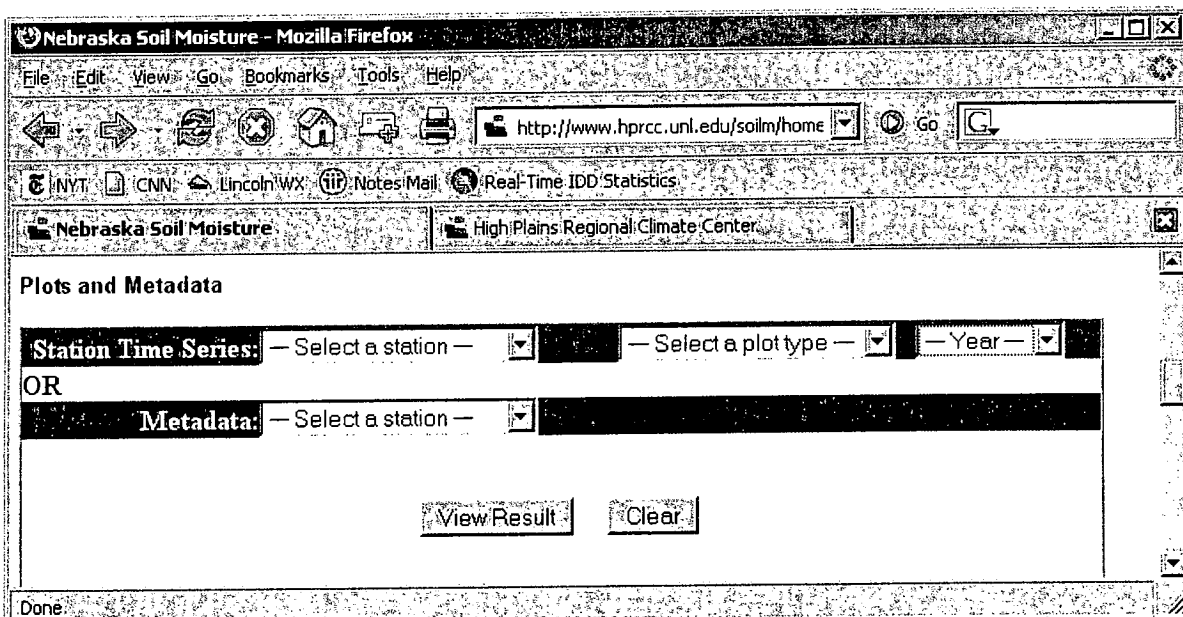 Nebraska Soil Moisture - Mozilla Firefox
File Edit View Go Bookmarks Tools Help
http://www.hprcc.unl.edu/soilm/home Go G
NYT CNN Lincoln WX Notes Mail Real-Time IDD Statistics
Nebraska Soil Moisture High Plains Regional Climate Center
Plots and Metadata
Station Time Series: — Select a station — — Select a plot type — — Year —
OR
Metadata: — Select a station —
View Result Clear
Done